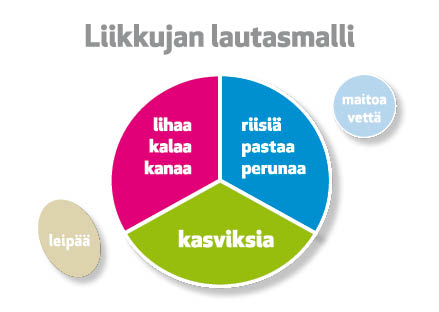 Liikkujan lautasmalli
lihaa
kalaa
kanaa
riisiä
pastaa
perunaa
maitoa
vettä
leipää
kasviksia